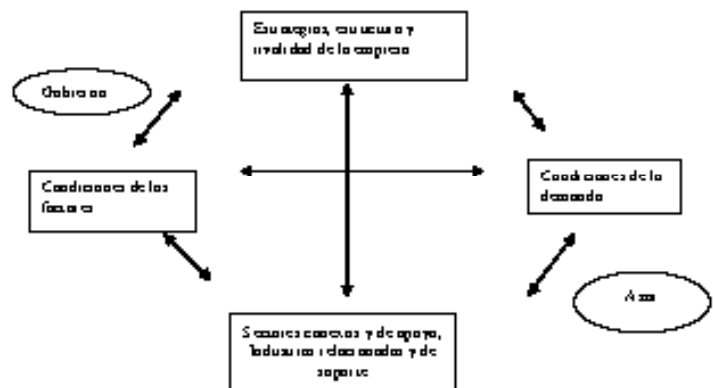 Estrategias, estructura y
rivalidad de la empresa
Gobierno
Condiciones de los
factores
Condiciones de la
demanda
Azar
Sectores conexos y de apoyo,
Industrias relacionadas y de
soporte